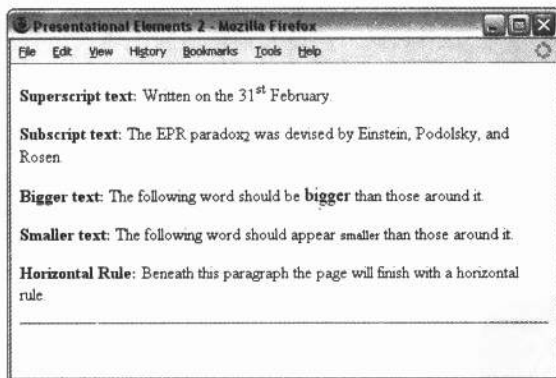 Presentational Elements 2 - Mozilla Firefox
File Edit View History Bookmarks Tools Help
Superscript text: Written on the 31st February.
Subscript text: The EPR paradox2 was devised by Einstein, Podolsky, and
Rosen.
Bigger text: The following word should be bigger than those around it.
Smaller text: The following word should appear smaller than those around it.
Horizontal Rule: Beneath this paragraph the page will finish with a horizontal
rule.